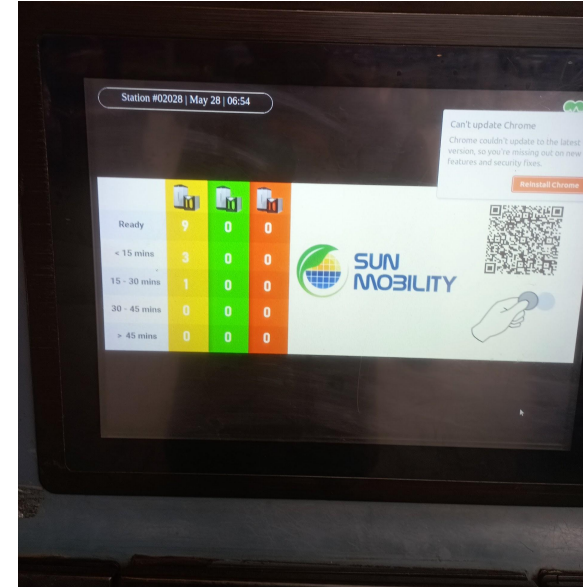 Station #02028 | May 28 | 06:54
Can't update Chrome
Chrome couldn't update to the latest
version, so you're missing out on new
features and security fixes.
Reinstall Chrome
Ready 9 0 0
< 15 mins 3 0 0
15 - 30 mins 1 0 0
30 - 45 mins 0 0 0
> 45 mins 0 0 0
SUN
MOBILITY